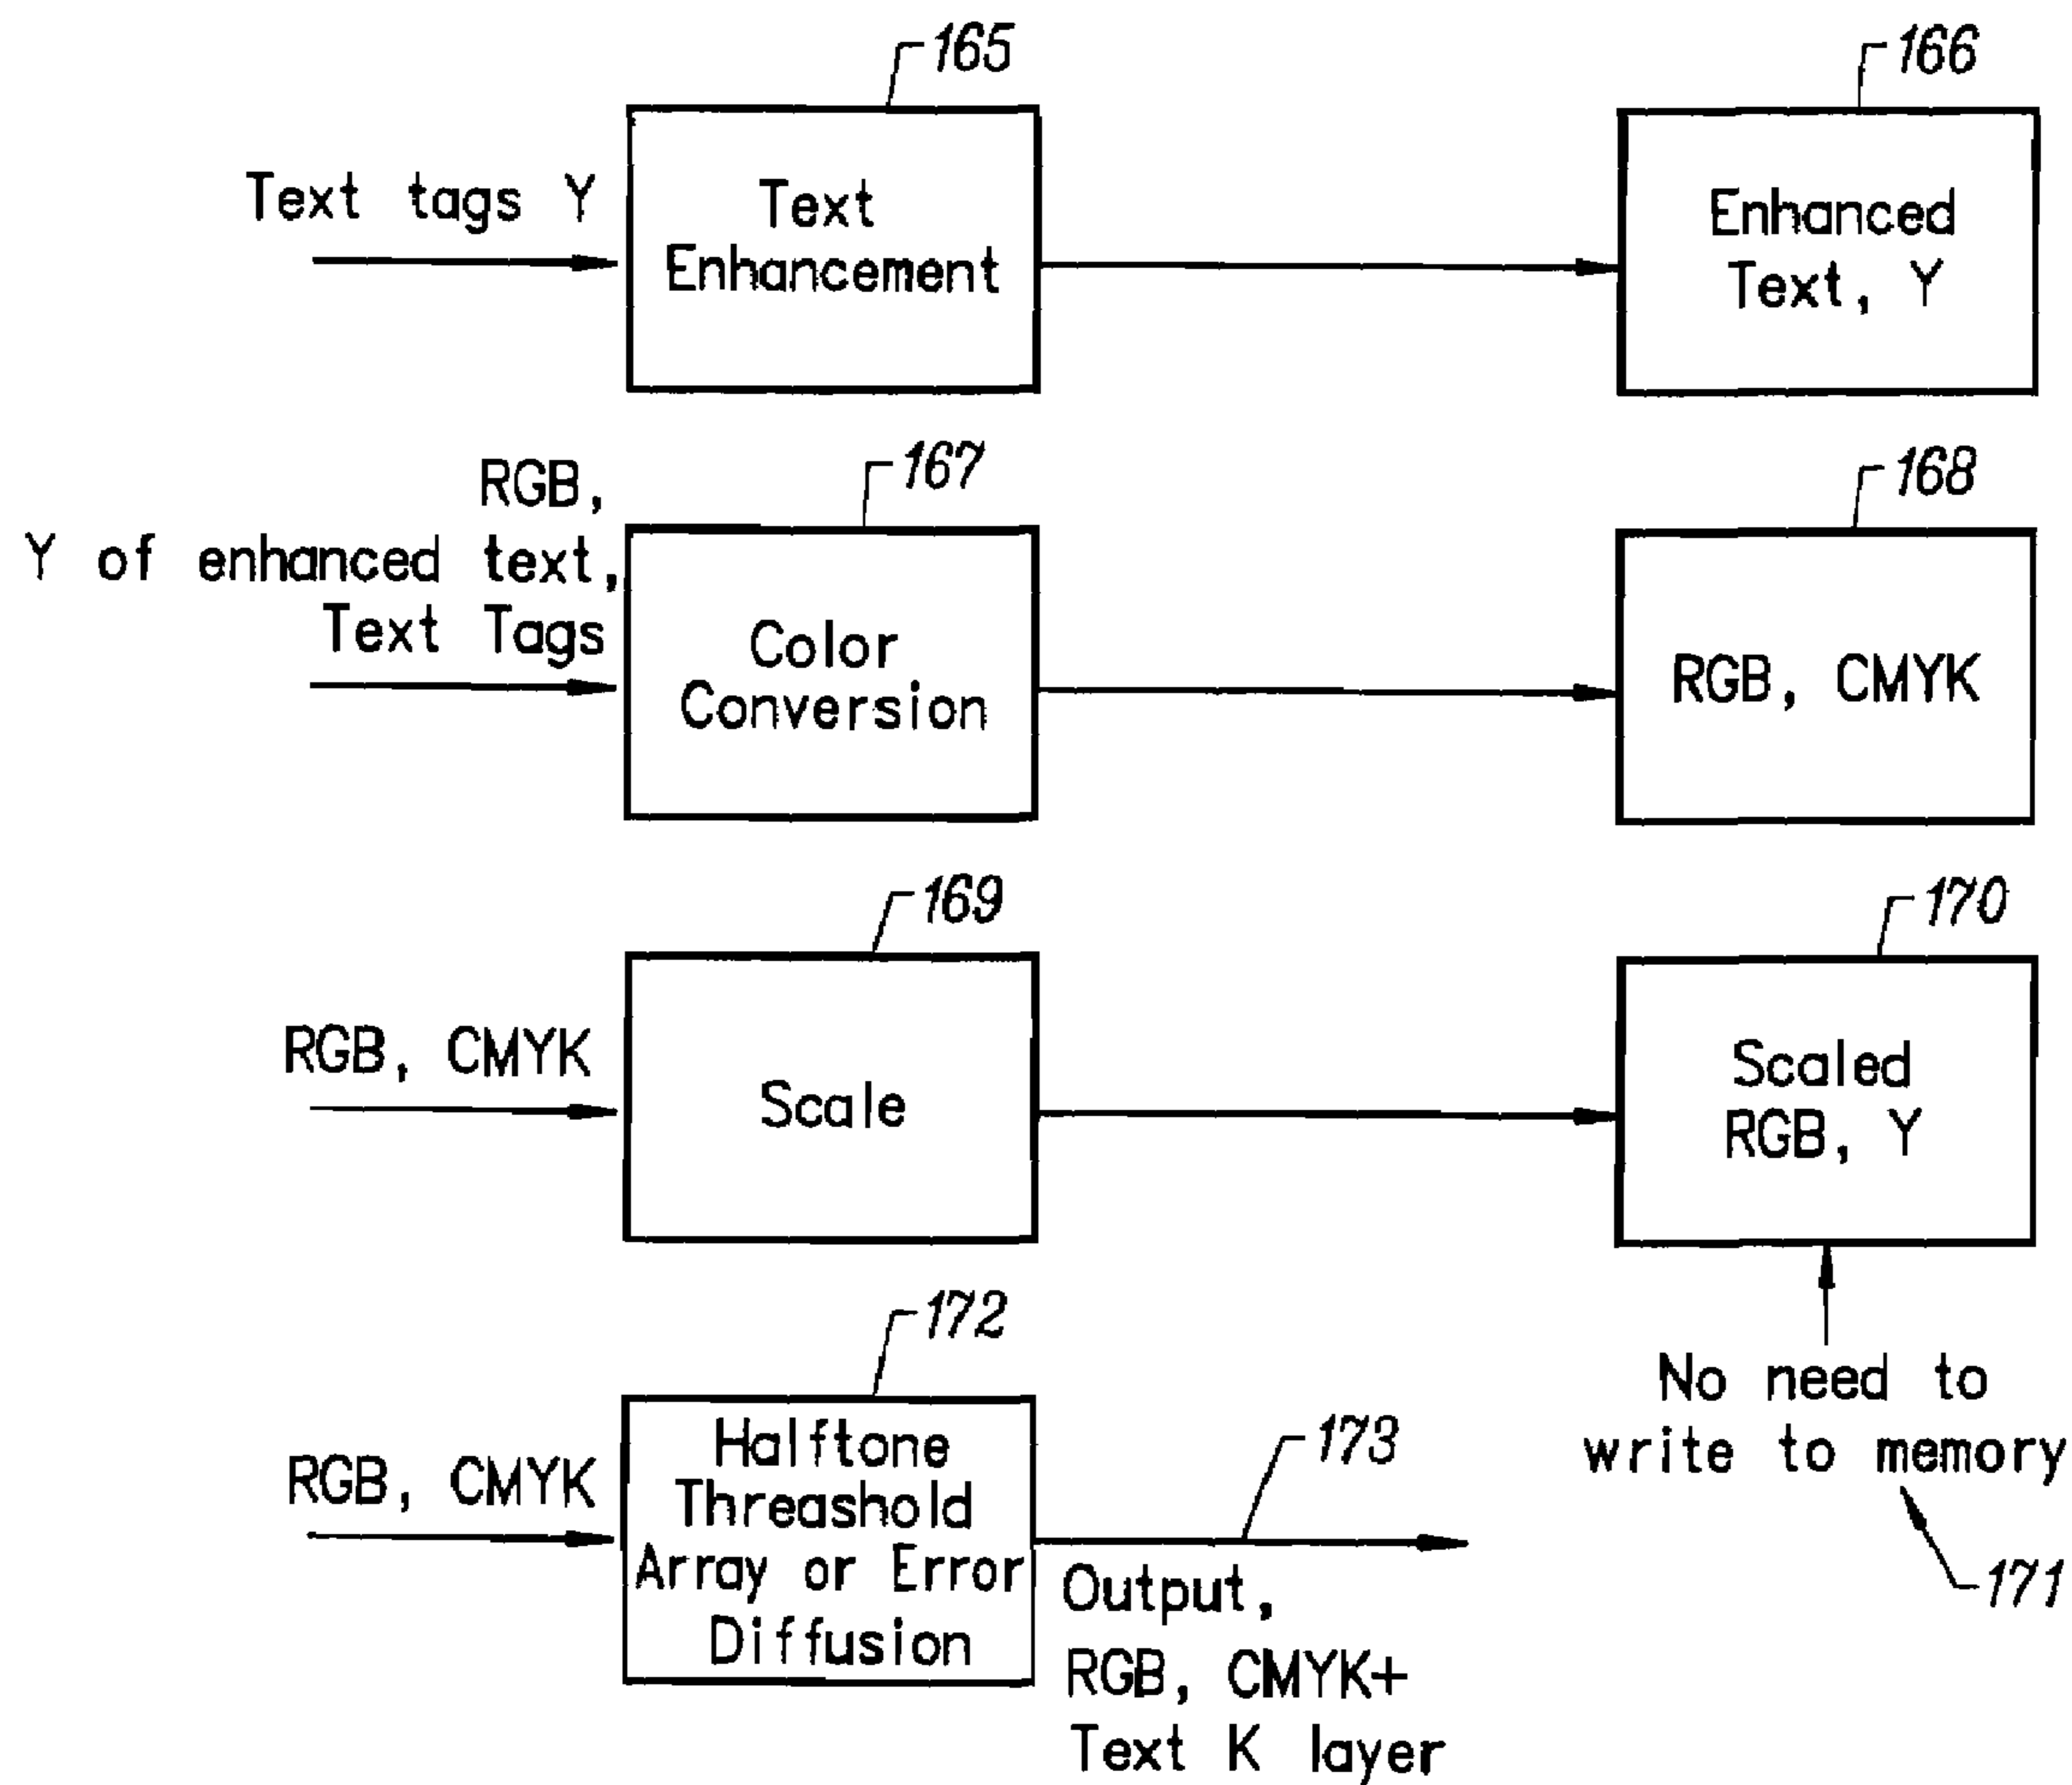 165
166
Text tags Y
Text
Enhancement
Enhanced
Text, Y
167
168
RGB,
Y of enhanced text,
Text Tags
Color
Conversion
RGB, CMYK
169
170
RGB, CMYK
Scale
Scaled
RGB, Y
172
No need to
write to memory
171
RGB, CMYK
Halftone
Threashold
Array or Error
Diffusion
173
Output,
RGB, CMYK+
Text K layer